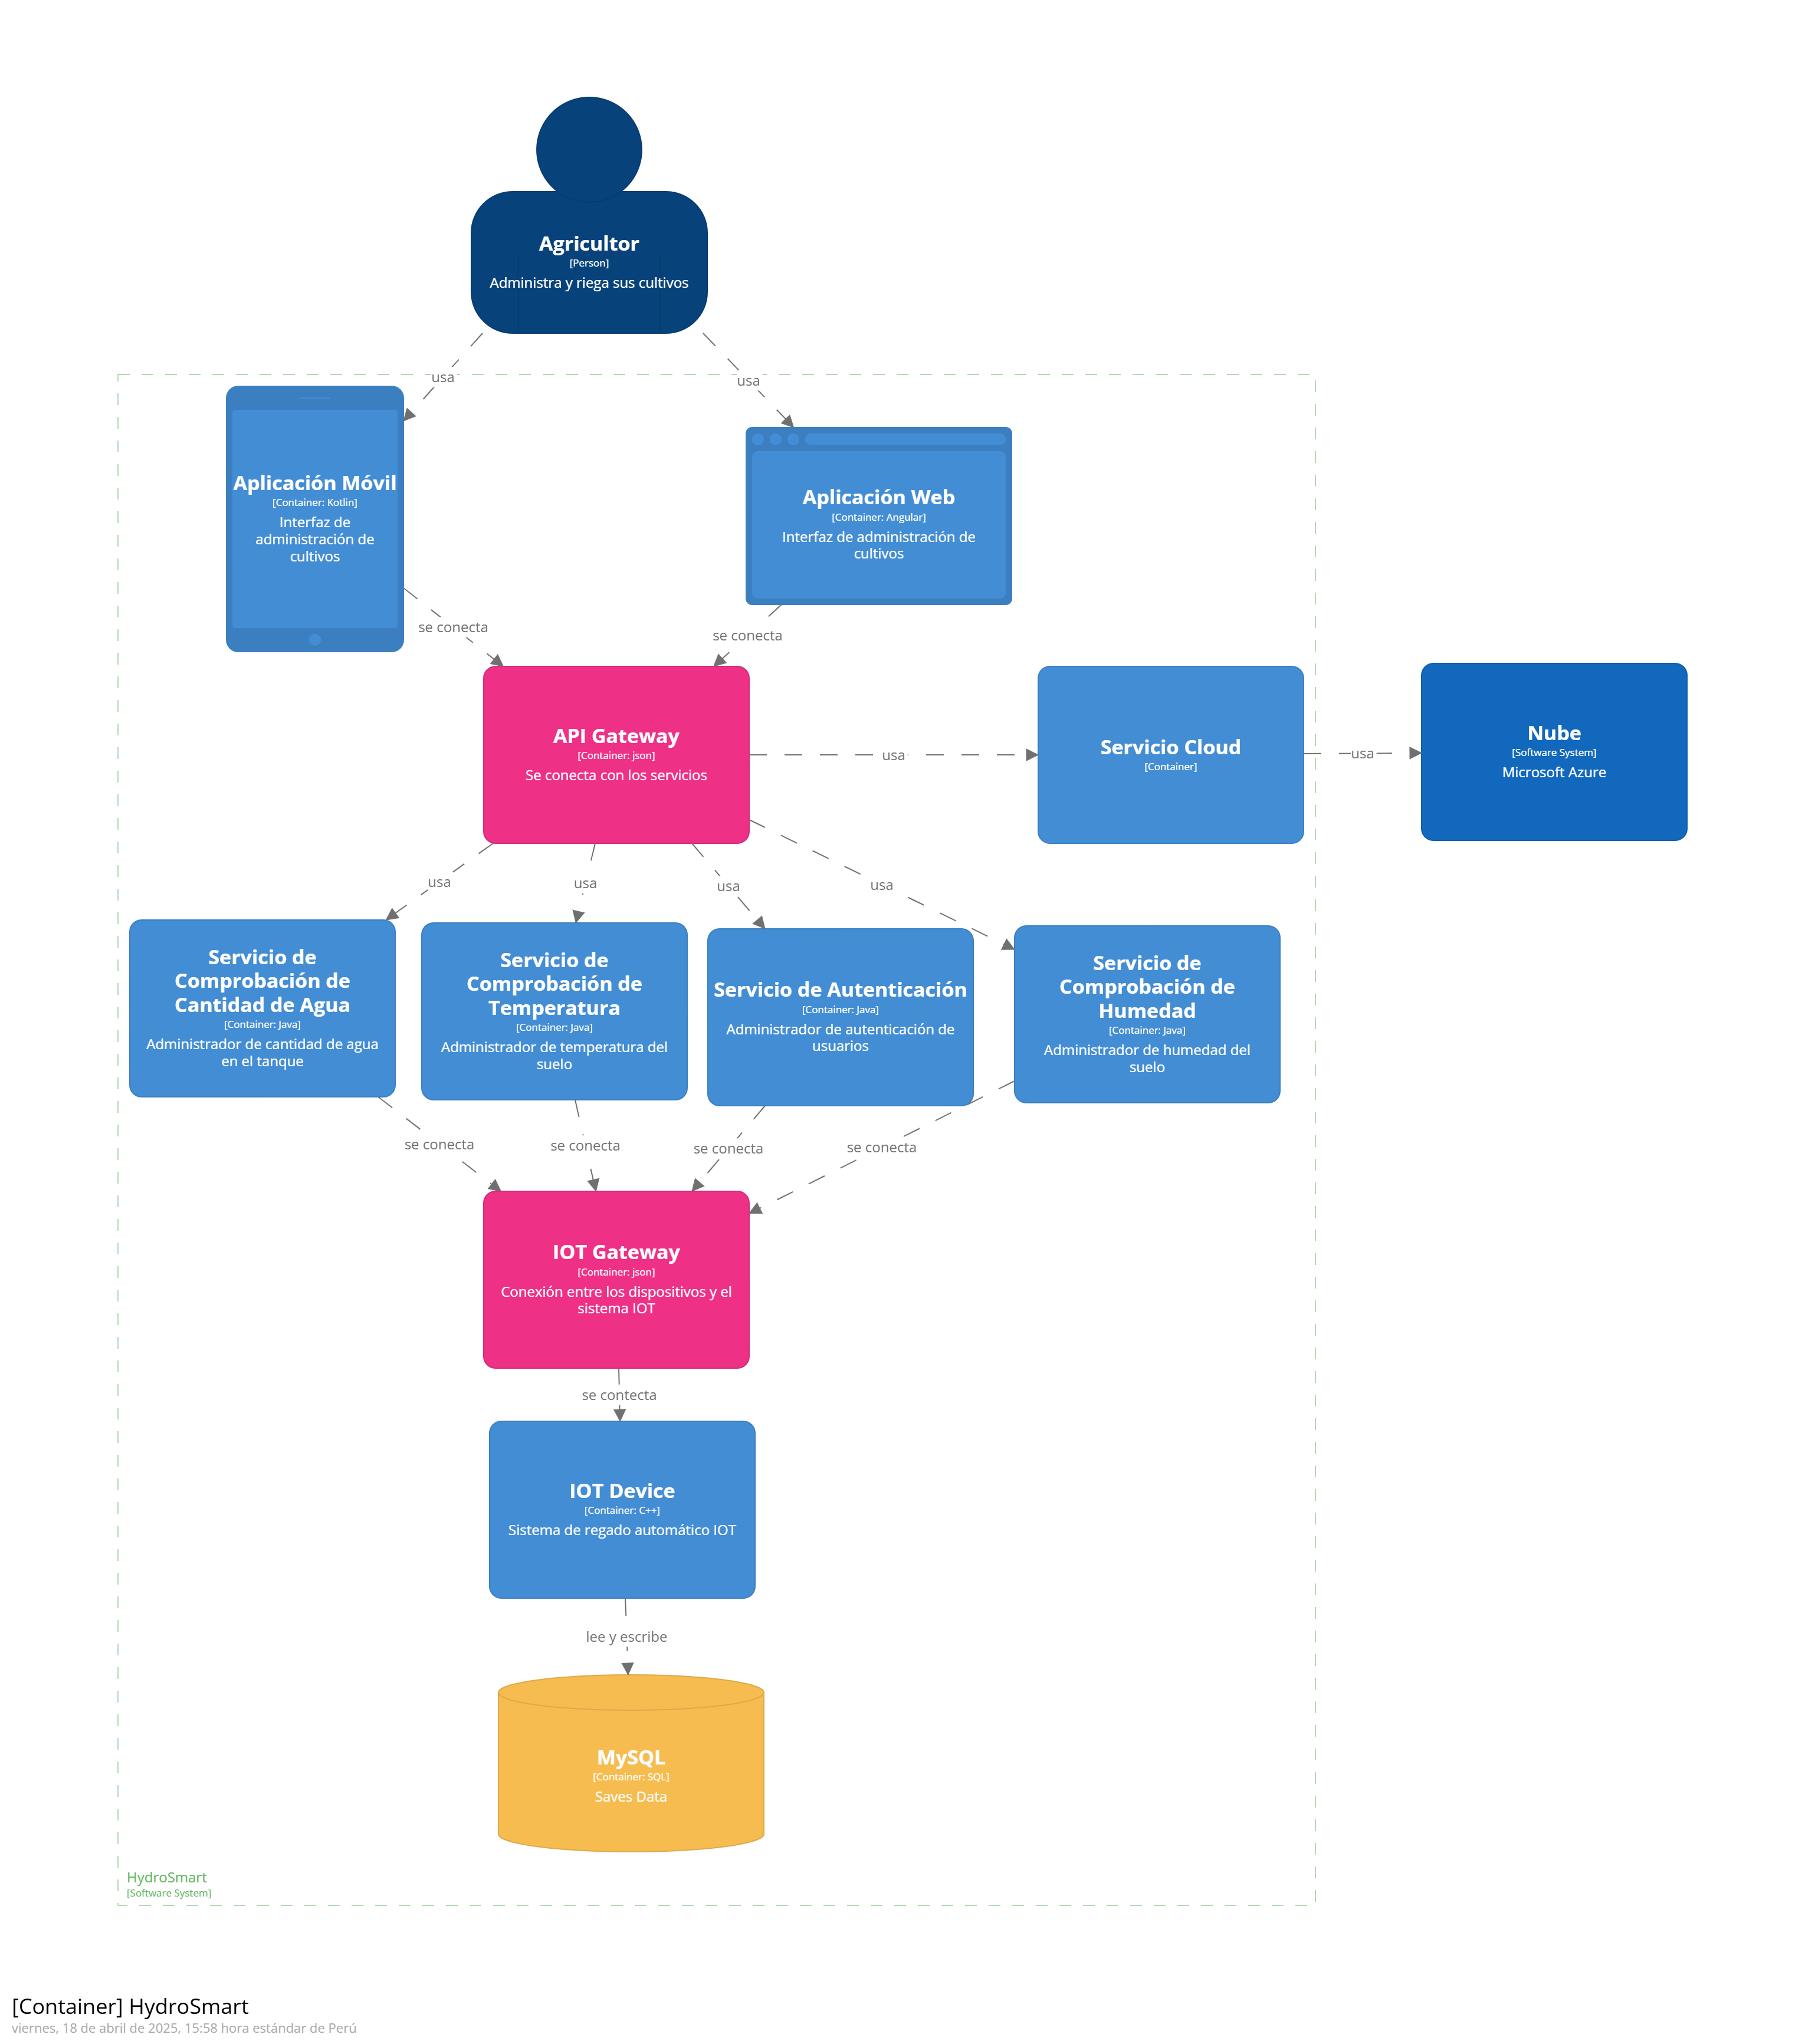 Agricultor
[Person]
Administra y riega sus cultivos
usa
usa
Aplicación Móvil
[Container: Kotlin]
Interfaz de
administración de
cultivos
Aplicación Web
[Container: Angular]
Interfaz de administración de
cultivos
se conecta
se conecta
API Gateway
[Container: json]
Se conecta con los servicios
usa
Servicio Cloud
[Container]
usa
Nube
[Software System]
Microsoft Azure
usa
usa
usa
usa
Servicio de
Comprobación de
Cantidad de Agua
[Container: Java]
Administrador de cantidad de agua
en el tanque
Servicio de
Comprobación de
Temperatura
[Container: Java]
Administrador de temperatura del
suelo
Servicio de Autenticación
[Container: Java]
Administrador de autenticación de
usuarios
Servicio de
Comprobación de
Humedad
[Container: Java]
Administrador de humedad del
suelo
se conecta
se conecta
se conecta
se conecta
IOT Gateway
[Container: json]
Conexión entre los dispositivos y el
sistema IOT
se contecta
IOT Device
[Container: C++]
Sistema de regado automático IOT
lee y escribe
MySQL
[Container: SQL]
Saves Data
HydroSmart
[Software System]
[Container] HydroSmart
viernes, 18 de abril de 2025, 15:58 hora estándar de Perú